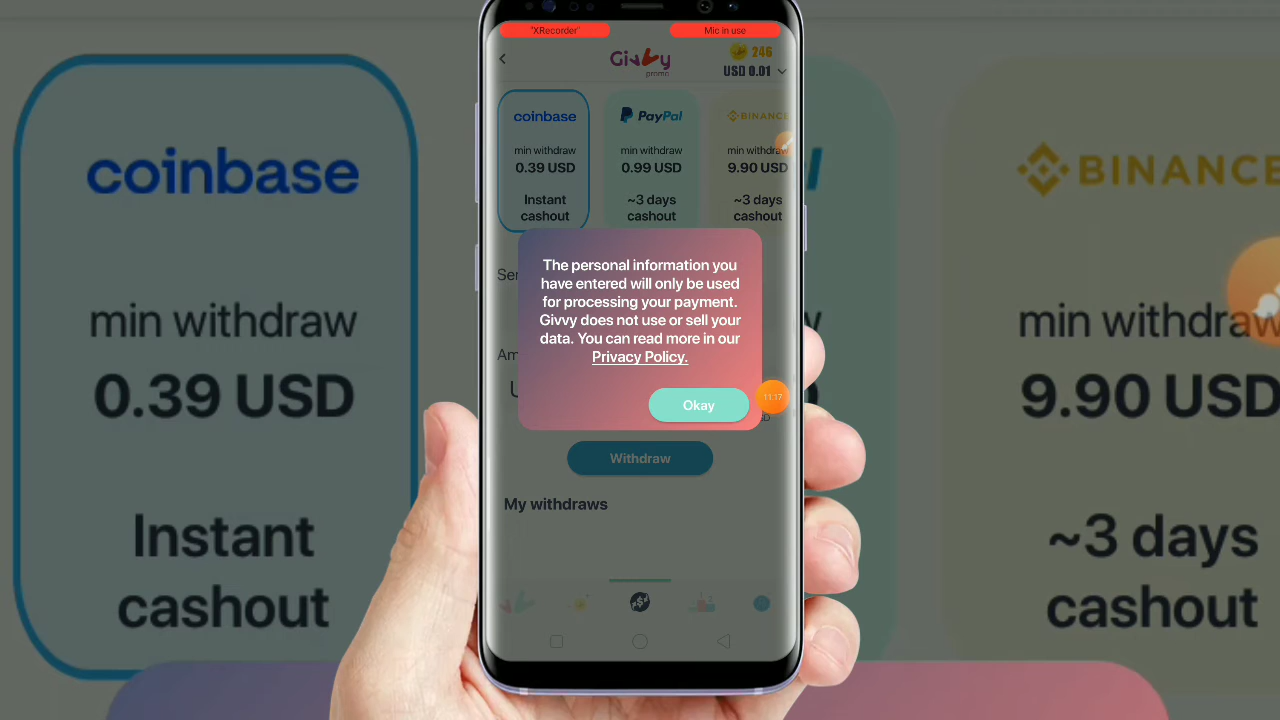 "XRecorder"
Mic in use
Givvy
promo
246
USD 0.01
coinbase
min withdraw
0.39 USD
Instant
cashout
PayPal
min withdraw
0.99 USD
~3 days
cashout
BINANCE
min withdraw
9.90 USD
~3 days
cashout
The personal information you
have entered will only be used
for processing your payment.
Givvy does not use or sell your
data. You can read more in our
Privacy Policy.
Okay
11:17
Withdraw
My withdraws
coinbase
min withdraw
0.39 USD
Instant
cashout
BINANCE
min withdraw
9.90 USD
~3 days
cashout